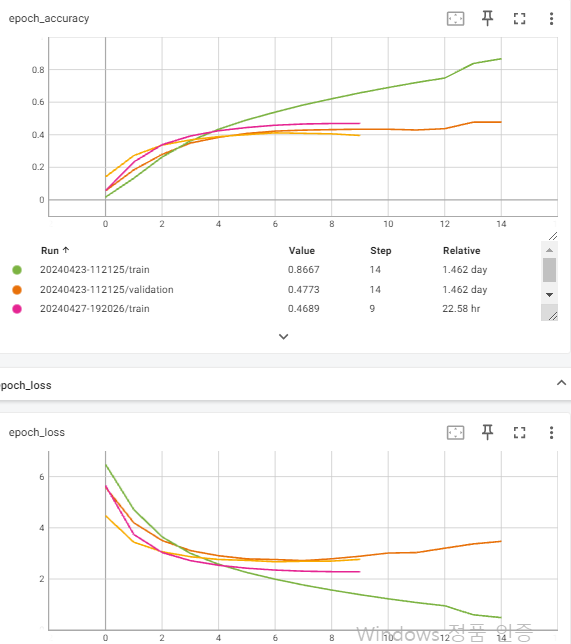 epoch_accuracy
0.8
0.6
0.4
0.2
0
0 2 4 6 8 10 12 14
Run ↑ Value Step Relative
20240423-112125/train 0.8667 14 1.462 day
20240423-112125/validation 0.4773 14 1.462 day
20240427-192026/train 0.4689 9 22.58 hr
epoch_loss
epoch_loss
6
4
2
0 2 4 6 8 10 12 14
Windows 정품 인증